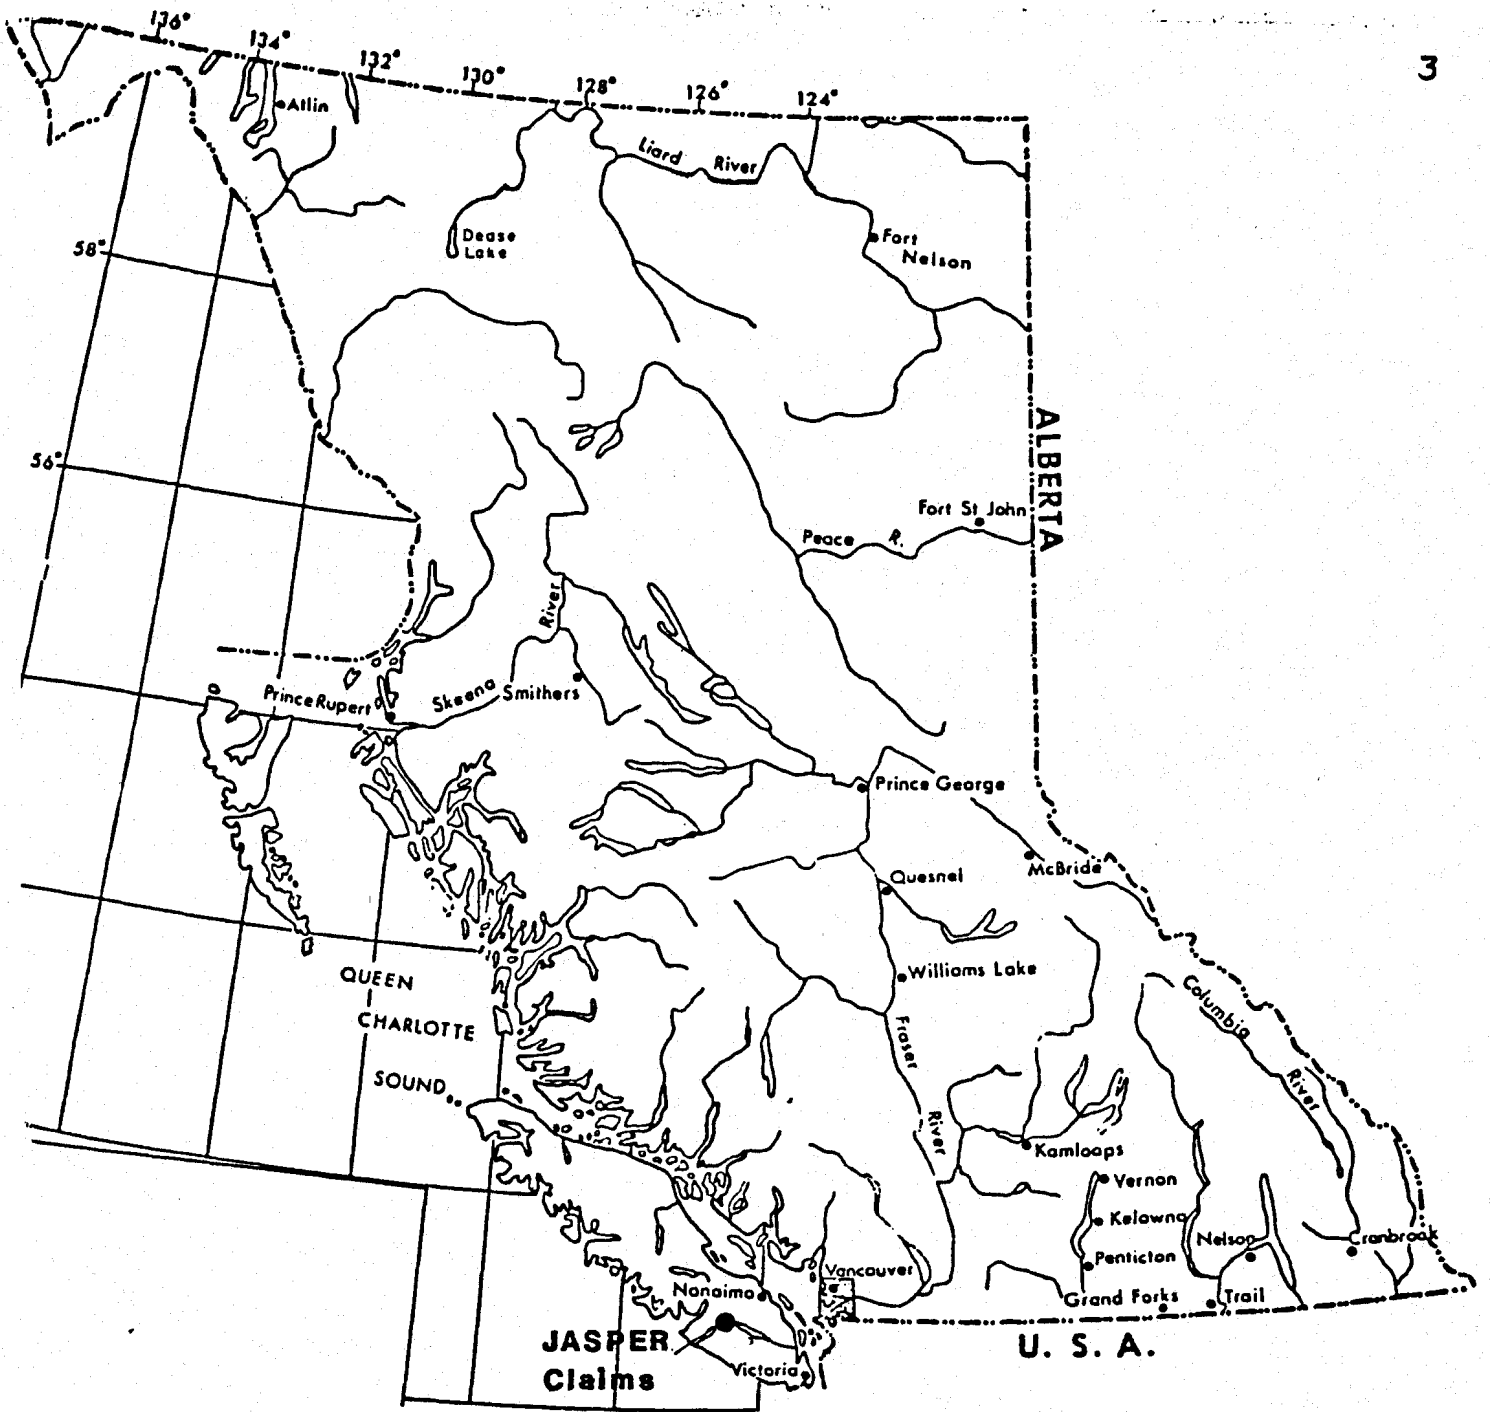 3
136°
134°
132°
130°
128°
126°
124°
Atlin
Liard River
Dease
Lake
Fort
Nelson
58°
56°
ALBERTA
Fort St John
Peace R.
River
Skeena
Smithers
Prince Rupert
Prince George
McBride
Quesnel
Williams Lake
QUEEN
CHARLOTTE
SOUND
Fraser
River
Columbia
River
Kamloops
Vernon
Kelowna
Penticton
Nelson
Cranbrook
Grand Forks
Trail
Vancouver
Nanaimo
JASPER
Claims
Victoria
U. S. A.